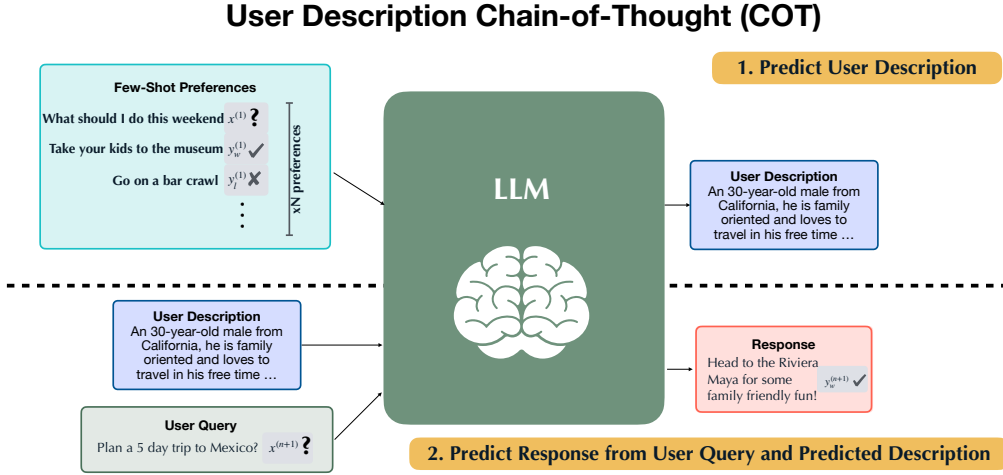 User Description Chain-of-Thought (COT)
1. Predict User Description
Few-Shot Preferences
What should I do this weekend x^(1) ?
Take your kids to the museum y_w^(1) ✓
Go on a bar crawl y_l^(1) ✘
xN preferences
LLM
User Description
An 30-year-old male from
California, he is family
oriented and loves to
travel in his free time ...
User Description
An 30-year-old male from
California, he is family
oriented and loves to
travel in his free time ...
User Query
Plan a 5 day trip to Mexico? x^(n+1) ?
Response
Head to the Riviera
Maya for some
family friendly fun! y_w^(n+1) ✓
2. Predict Response from User Query and Predicted Description